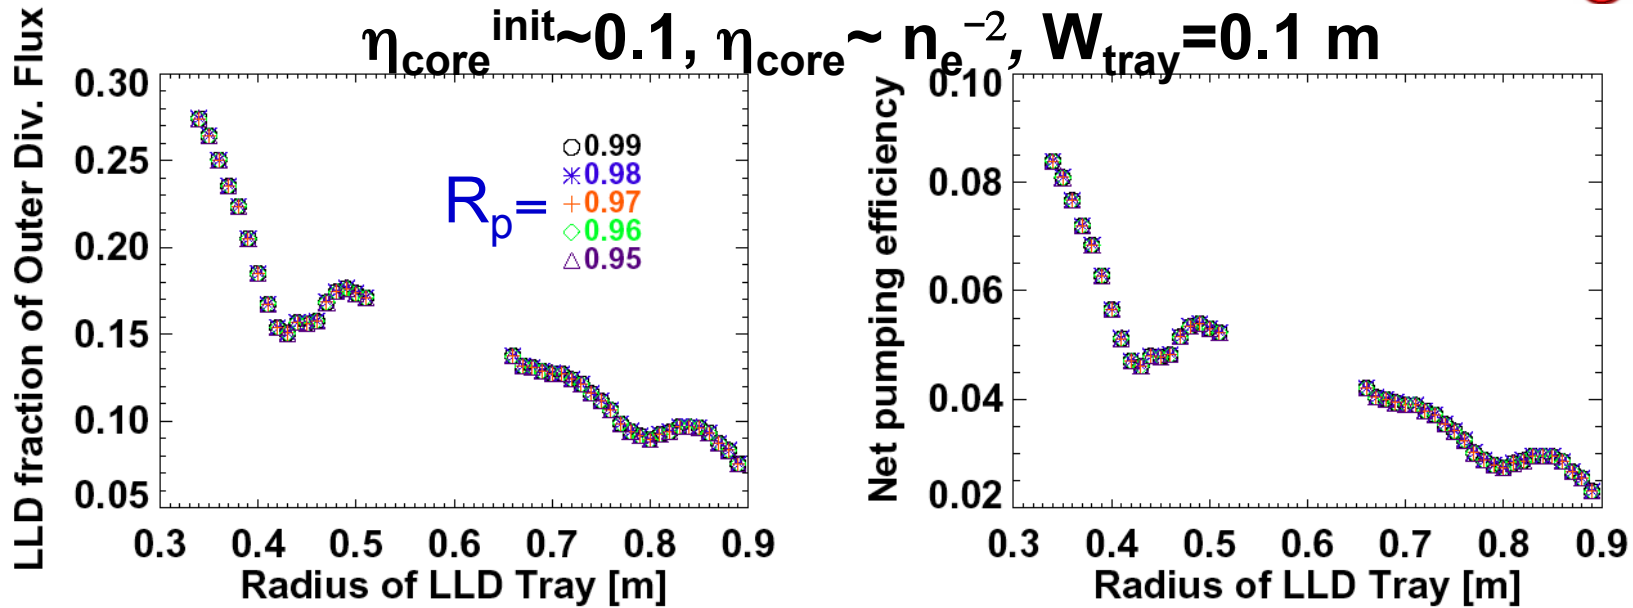 η_core^init~0.1, η_core~ n_e^−2, W_tray=0.1 m
LLD fraction of Outer Div. Flux
0.30
0.25
0.20
0.15
0.10
0.05
R_p=
0.99
0.98
0.97
0.96
0.95
0.3 0.4 0.5 0.6 0.7 0.8 0.9
Radius of LLD Tray [m]
Net pumping efficiency
0.10
0.08
0.06
0.04
0.02
0.3 0.4 0.5 0.6 0.7 0.8 0.9
Radius of LLD Tray [m]